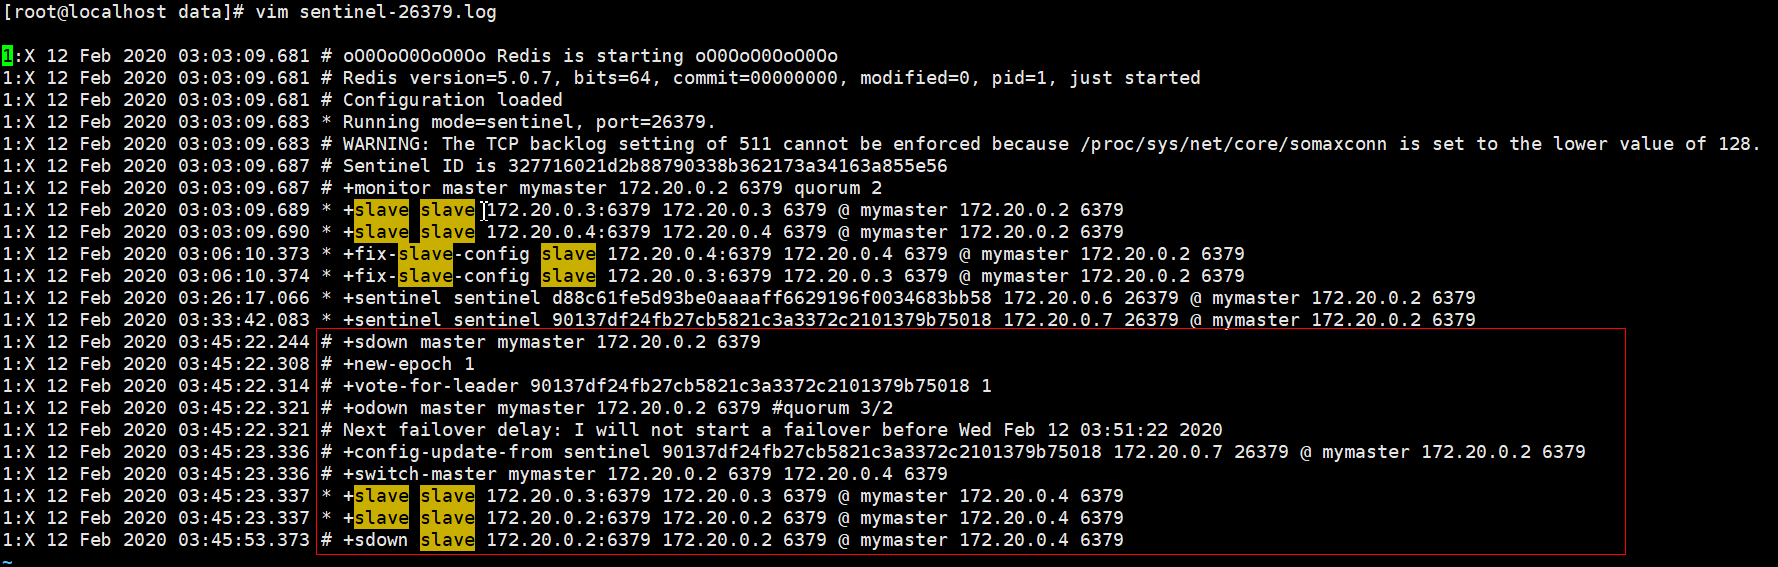 [root@localhost data]# vim sentinel-26379.log
1:X 12 Feb 2020 03:03:09.681 # oO0OoO0OoO0Oo Redis is starting oO0OoO0OoO0Oo
1:X 12 Feb 2020 03:03:09.681 # Redis version=5.0.7, bits=64, commit=00000000, modified=0, pid=1, just started
1:X 12 Feb 2020 03:03:09.681 # Configuration loaded
1:X 12 Feb 2020 03:03:09.683 * Running mode=sentinel, port=26379.
1:X 12 Feb 2020 03:03:09.683 # WARNING: The TCP backlog setting of 511 cannot be enforced because /proc/sys/net/core/somaxconn is set to the lower value of 128.
1:X 12 Feb 2020 03:03:09.687 # Sentinel ID is 327716021d2b88790338b362173a34163a855e56
1:X 12 Feb 2020 03:03:09.687 # +monitor master mymaster 172.20.0.2 6379 quorum 2
1:X 12 Feb 2020 03:03:09.689 * +slave slave 172.20.0.3:6379 172.20.0.3 6379 @ mymaster 172.20.0.2 6379
1:X 12 Feb 2020 03:03:09.690 * +slave slave 172.20.0.4:6379 172.20.0.4 6379 @ mymaster 172.20.0.2 6379
1:X 12 Feb 2020 03:06:10.373 * +fix-slave-config slave 172.20.0.4:6379 172.20.0.4 6379 @ mymaster 172.20.0.2 6379
1:X 12 Feb 2020 03:06:10.374 * +fix-slave-config slave 172.20.0.3:6379 172.20.0.3 6379 @ mymaster 172.20.0.2 6379
1:X 12 Feb 2020 03:26:17.066 * +sentinel sentinel d88c61fe5d93be0aaaaff6629196f0034683bb58 172.20.0.6 26379 @ mymaster 172.20.0.2 6379
1:X 12 Feb 2020 03:33:42.083 * +sentinel sentinel 90137df24fb27cb5821c3a3372c2101379b75018 172.20.0.7 26379 @ mymaster 172.20.0.2 6379
1:X 12 Feb 2020 03:45:22.244 # +sdown master mymaster 172.20.0.2 6379
1:X 12 Feb 2020 03:45:22.308 # +new-epoch 1
1:X 12 Feb 2020 03:45:22.314 # +vote-for-leader 90137df24fb27cb5821c3a3372c2101379b75018 1
1:X 12 Feb 2020 03:45:22.321 # +odown master mymaster 172.20.0.2 6379 #quorum 3/2
1:X 12 Feb 2020 03:45:22.321 # Next failover delay: I will not start a failover before Wed Feb 12 03:51:22 2020
1:X 12 Feb 2020 03:45:23.336 # +config-update-from sentinel 90137df24fb27cb5821c3a3372c2101379b75018 172.20.0.7 26379 @ mymaster 172.20.0.2 6379
1:X 12 Feb 2020 03:45:23.336 # +switch-master mymaster 172.20.0.2 6379 172.20.0.4 6379
1:X 12 Feb 2020 03:45:23.337 * +slave slave 172.20.0.3:6379 172.20.0.3 6379 @ mymaster 172.20.0.4 6379
1:X 12 Feb 2020 03:45:23.337 * +slave slave 172.20.0.2:6379 172.20.0.2 6379 @ mymaster 172.20.0.4 6379
1:X 12 Feb 2020 03:45:53.373 # +sdown slave 172.20.0.2:6379 172.20.0.2 6379 @ mymaster 172.20.0.4 6379
~